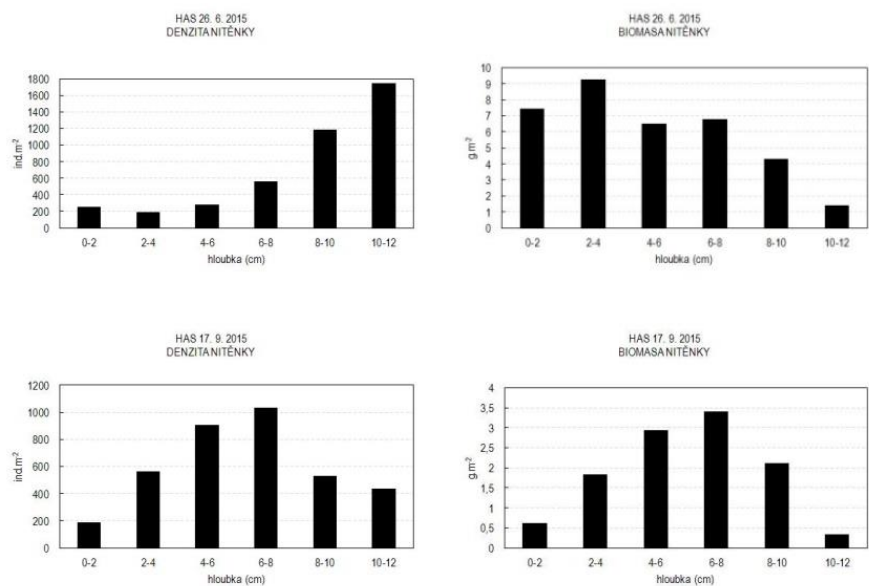 HAS 26. 6. 2015
DENZITA NITĚNKY
1800
1600
1400
1200
1000
800
600
400
200
0
ind.m-2
0-2 2-4 4-6 6-8 8-10 10-12
hloubka (cm)
HAS 26. 6. 2015
BIOMASA NITĚNKY
10
9
8
7
6
5
4
3
2
1
0
g.m-2
0-2 2-4 4-6 6-8 8-10 10-12
hloubka (cm)
HAS 17. 9. 2015
DENZITA NITĚNKY
1200
1000
800
600
400
200
0
ind.m-2
0-2 2-4 4-6 6-8 8-10 10-12
hloubka (cm)
HAS 17. 9. 2015
BIOMASA NITĚNKY
4
3,5
3
2,5
2
1,5
1
0,5
0
g.m-2
0-2 2-4 4-6 6-8 8-10 10-12
hloubka (cm)